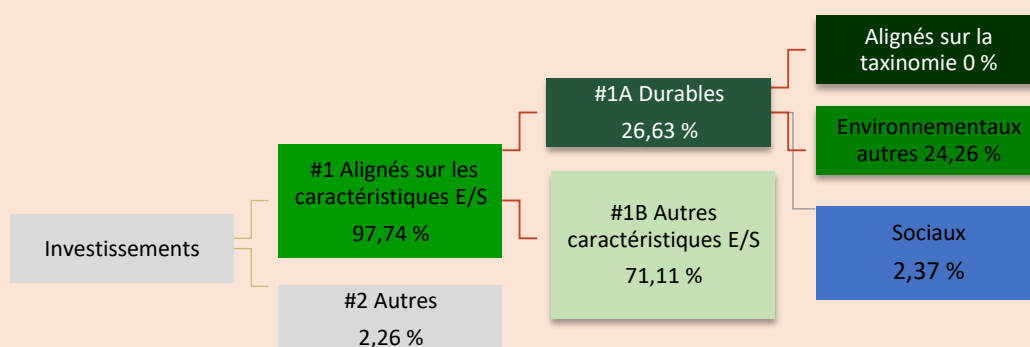 Investissements
#1 Alignés sur les
caractéristiques E/S
97,74 %
#2 Autres
2,26 %
#1A Durables
26,63 %
#1B Autres
caractéristiques E/S
71,11 %
Alignés sur la
taxinomie 0 %
Environnementaux
autres 24,26 %
Sociaux
2,37 %